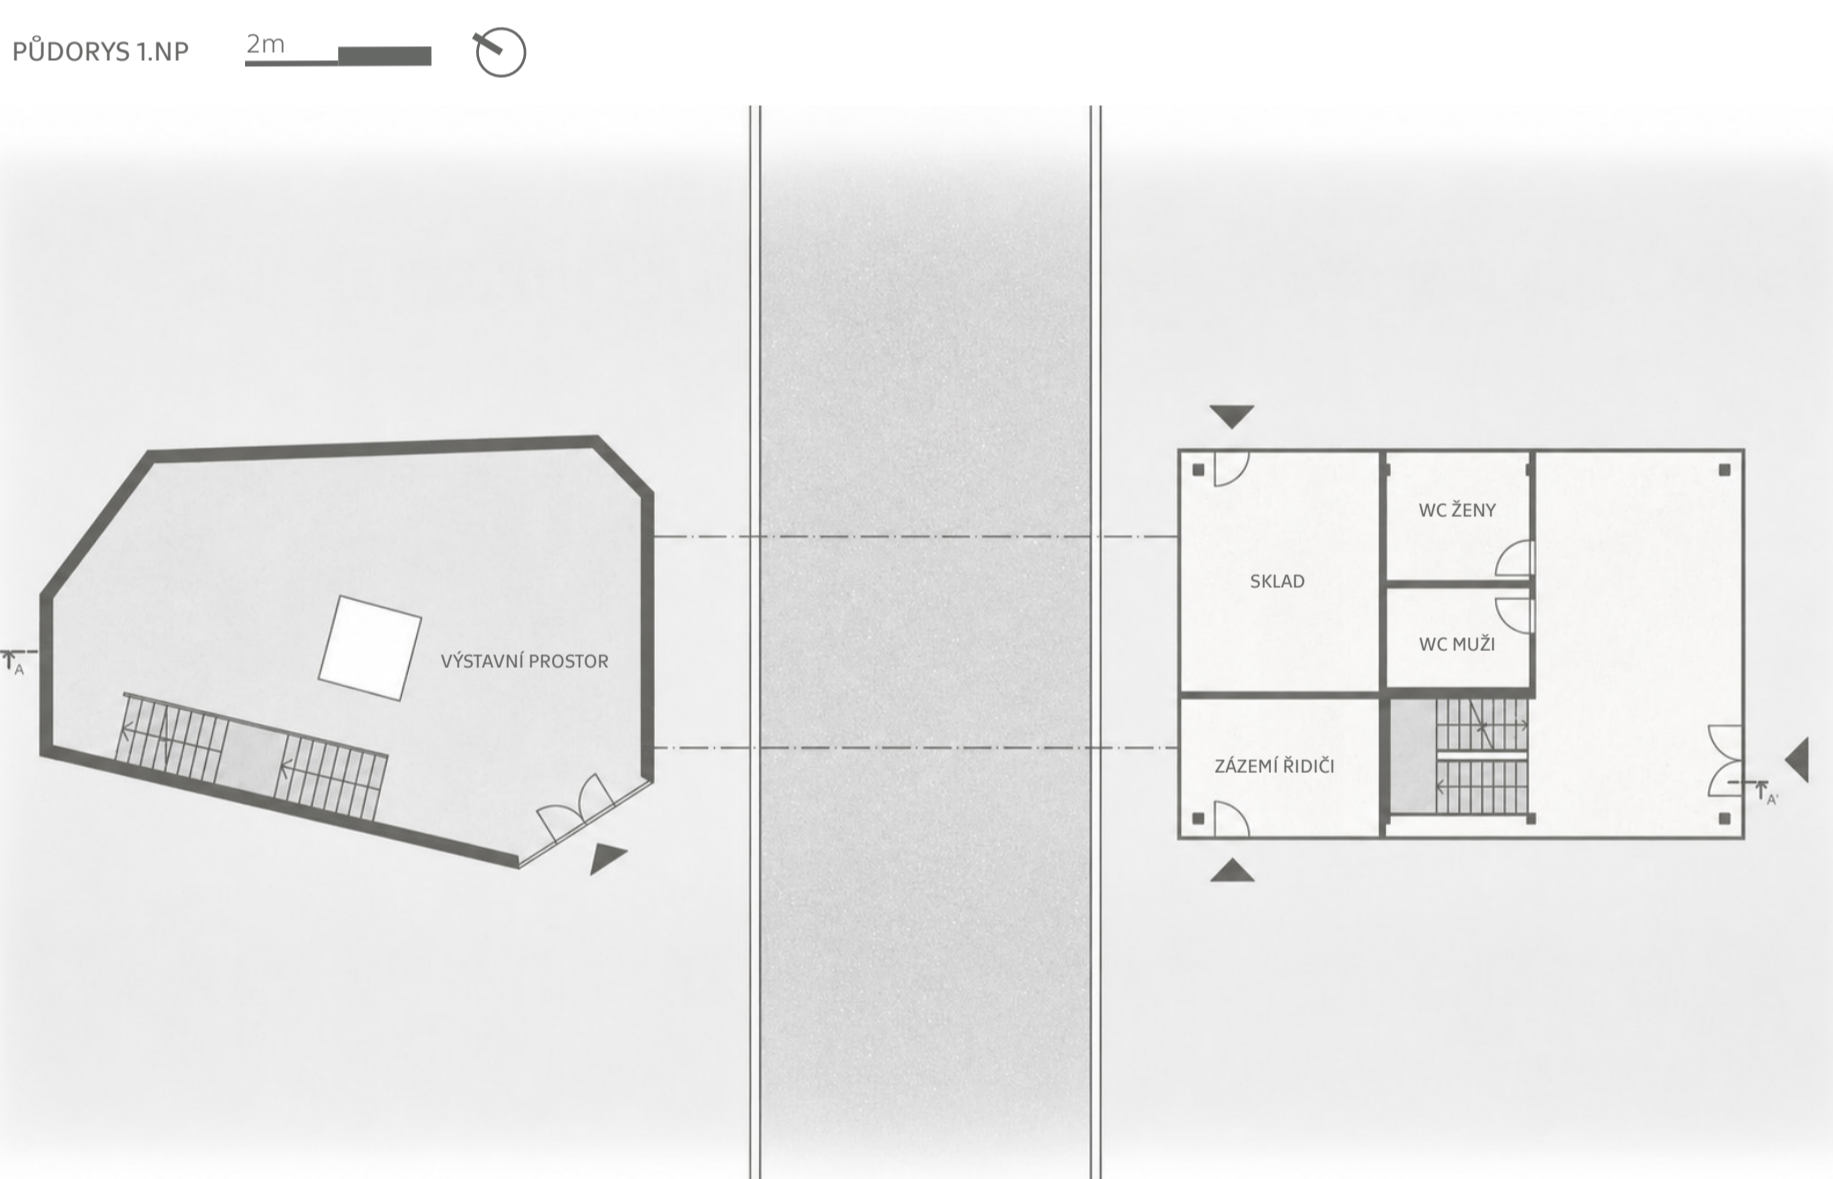 PŮDORYS 1.NP
2m
WC ŽENY
SKLAD
WC MUŽI
VÝSTAVNÍ PROSTOR
A
ZÁZEMÍ ŘIDIČI
A'